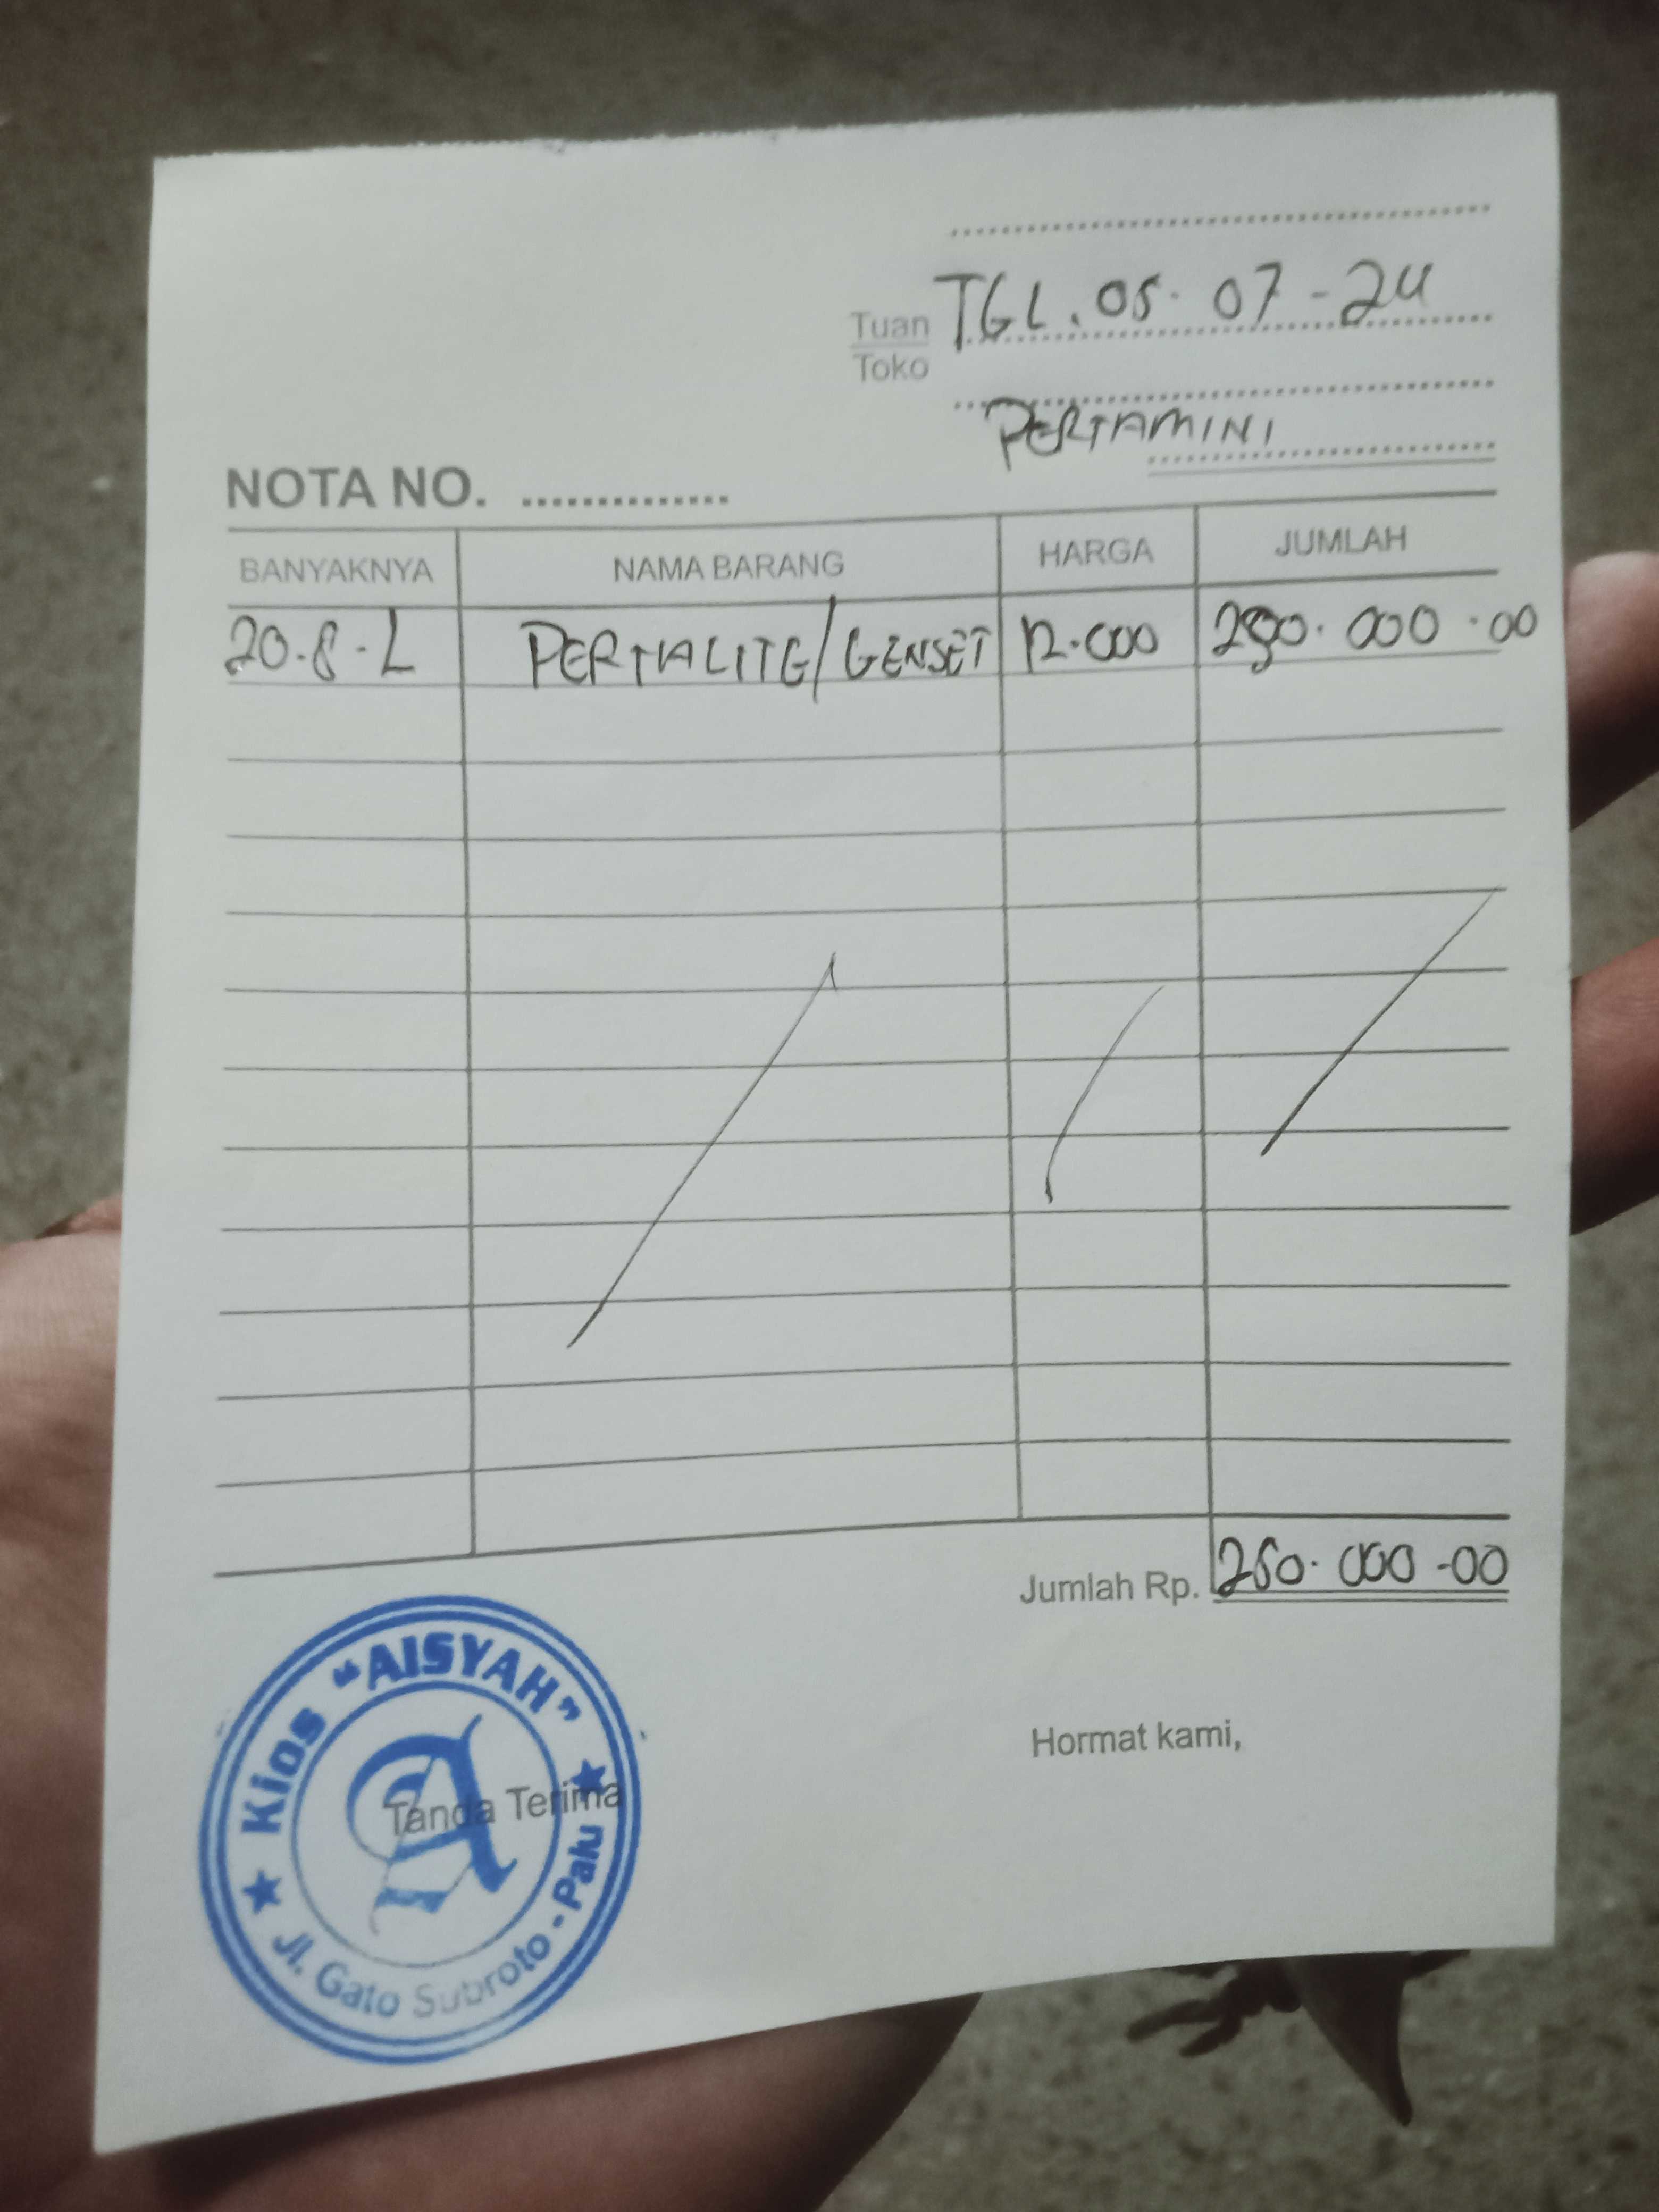 Tuan TGL. 05. 07 - 24
Toko
PERTAMINI
NOTA NO. ..............
BANYAKNYA NAMA BARANG HARGA JUMLAH
20.8.L PERTALITE/GENSET 12.000 250.000.00
Jumlah Rp. 250.000-00
Kios "AISYAH"
A
Jl. Gato Subroto - Palu
Tanda Terima
Hormat kami,